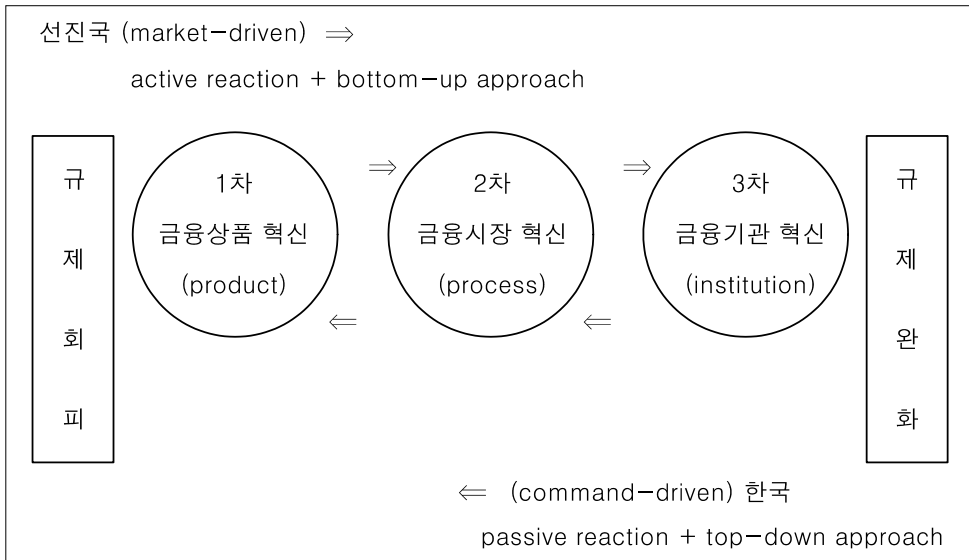 선진국 (market-driven) ⇒
active reaction + bottom-up approach
규제회피
1차
금융상품 혁신
(product)
⇒
⇐
2차
금융시장 혁신
(process)
⇒
⇐
3차
금융기관 혁신
(institution)
규제완화
⇐ (command-driven) 한국
passive reaction + top-down approach